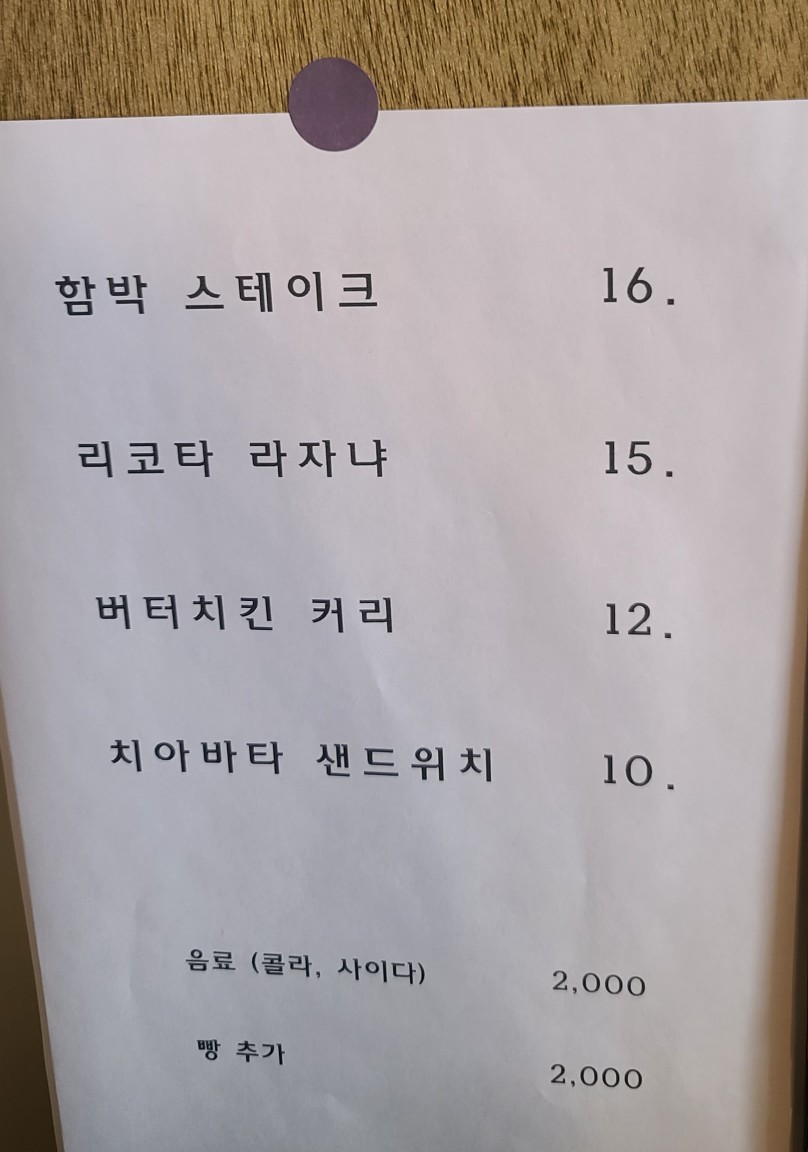 함박 스테이크 16.
리코타 라자냐 15.
버터치킨 커리 12.
치아바타 샌드위치 10.
음료 (콜라, 사이다) 2,000
빵 추가 2,000